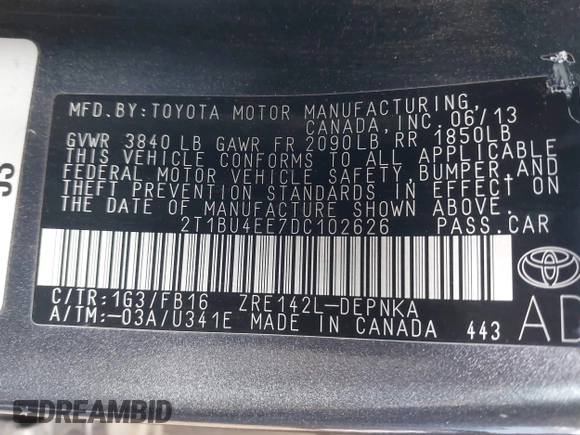 MFD.BY:TOYOTA MOTOR MANUFACTURING,
CANADA, INC. 06/13
GVWR 3840 LB GAWR FR 2090LB RR 1850LB
THIS VEHICLE CONFORMS TO ALL APPLICABLE
FEDERAL MOTOR VEHICLE SAFETY, BUMPER, AND
THEFT PREVENTION STANDARDS IN EFFECT ON
THE DATE OF MANUFACTURE SHOWN ABOVE.
2T1BU4EE7DC102626 PASS.CAR
C/TR:1G3/FB16 ZRE142L-DEPNKA
A/TM:-03A/U341E MADE IN CANADA 443
AD
DREAMBID